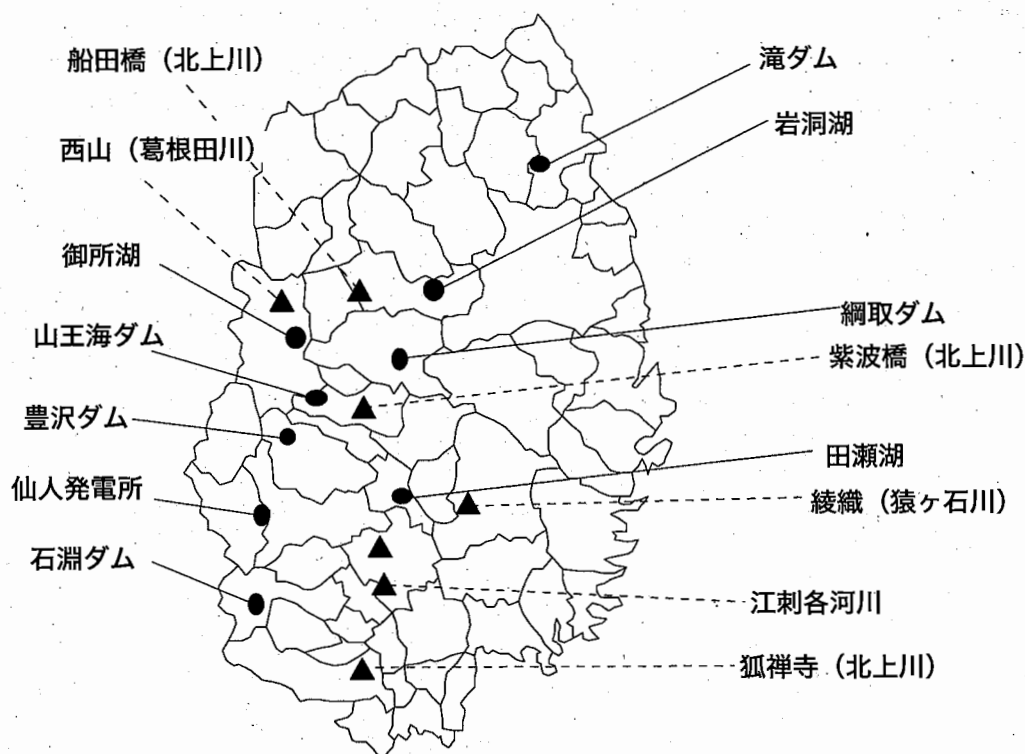 船田橋（北上川）
西山（葛根田川）
御所湖
山王海ダム
豊沢ダム
仙人発電所
石淵ダム
滝ダム
岩洞湖
綱取ダム
紫波橋（北上川）
田瀬湖
綾織（猿ヶ石川）
江刺各河川
狐禅寺（北上川）